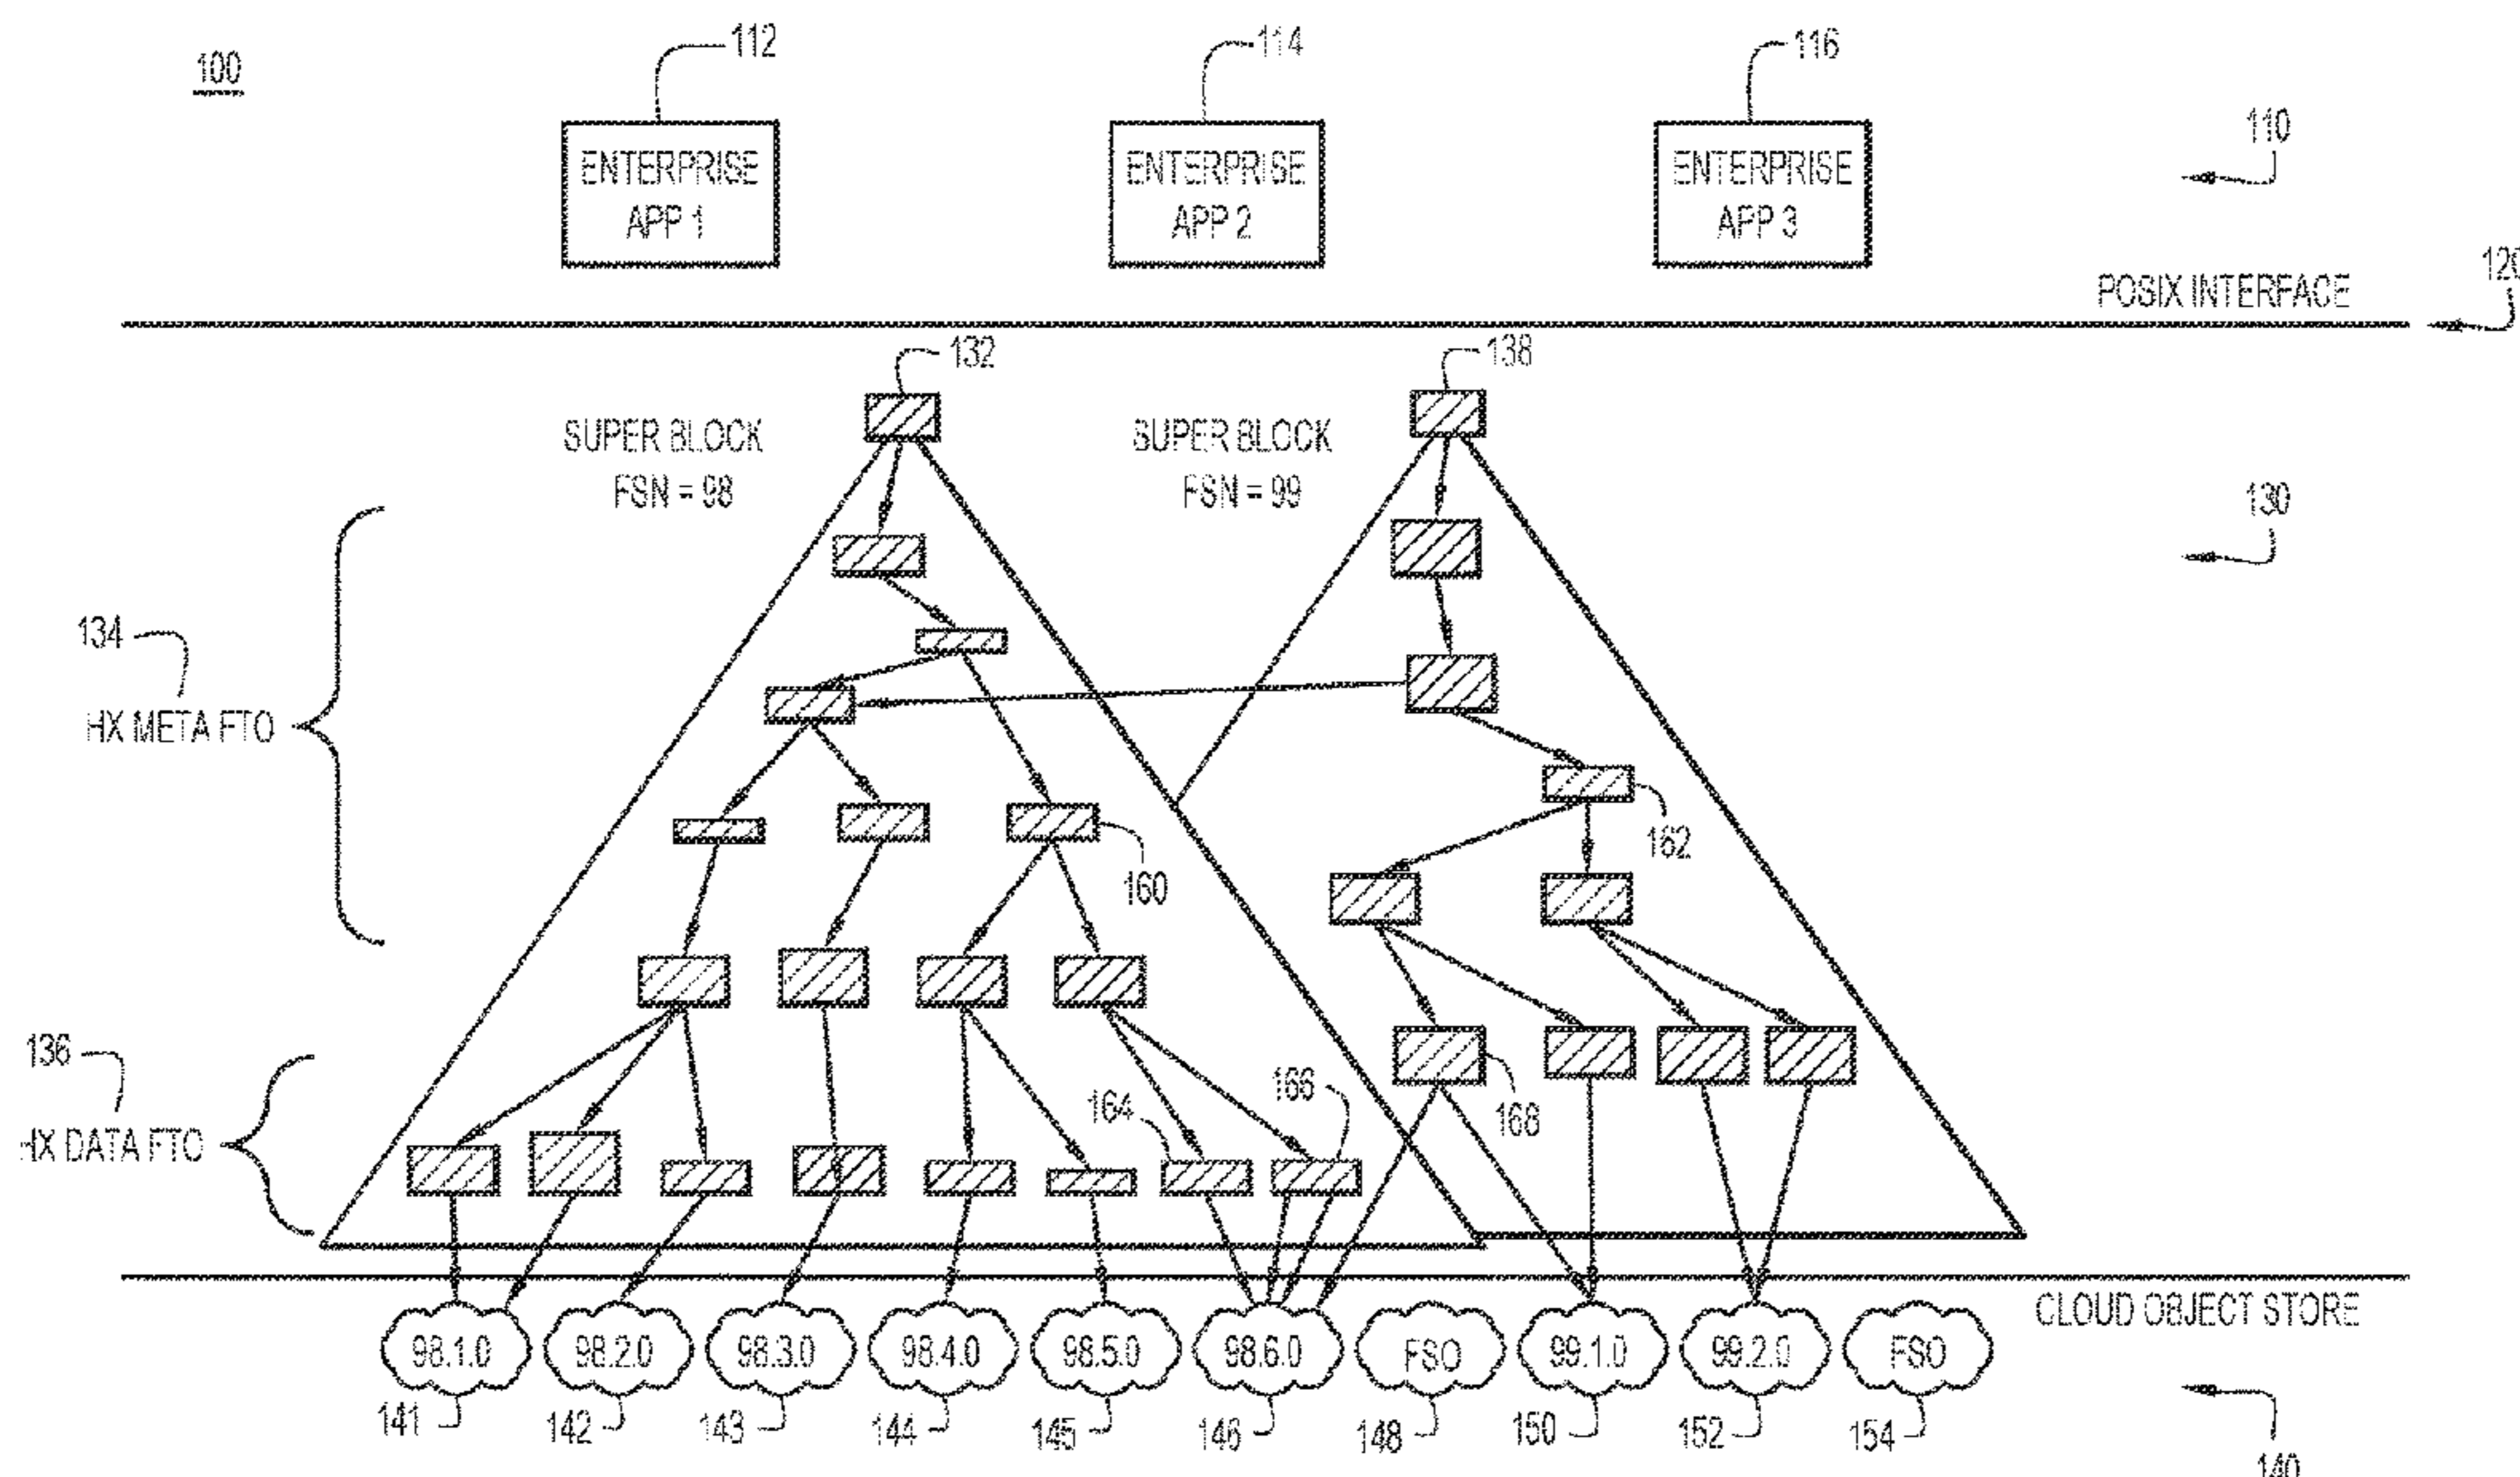 100
112
114
116
110
ENTERPRISE
APP 1
ENTERPRISE
APP 2
ENTERPRISE
APP 3
120
POSIX INTERFACE
132
138
SUPER BLOCK
FSN = 98
SUPER BLOCK
FSN = 99
130
134
HX META FTO
162
160
136
HX DATA FTO
164
166
168
CLOUD OBJECT STORE
98.1.0
98.2.0
98.3.0
98.4.0
98.5.0
98.6.0
FSO
99.1.0
99.2.0
FSO
141
142
143
144
145
146
148
150
152
154
140